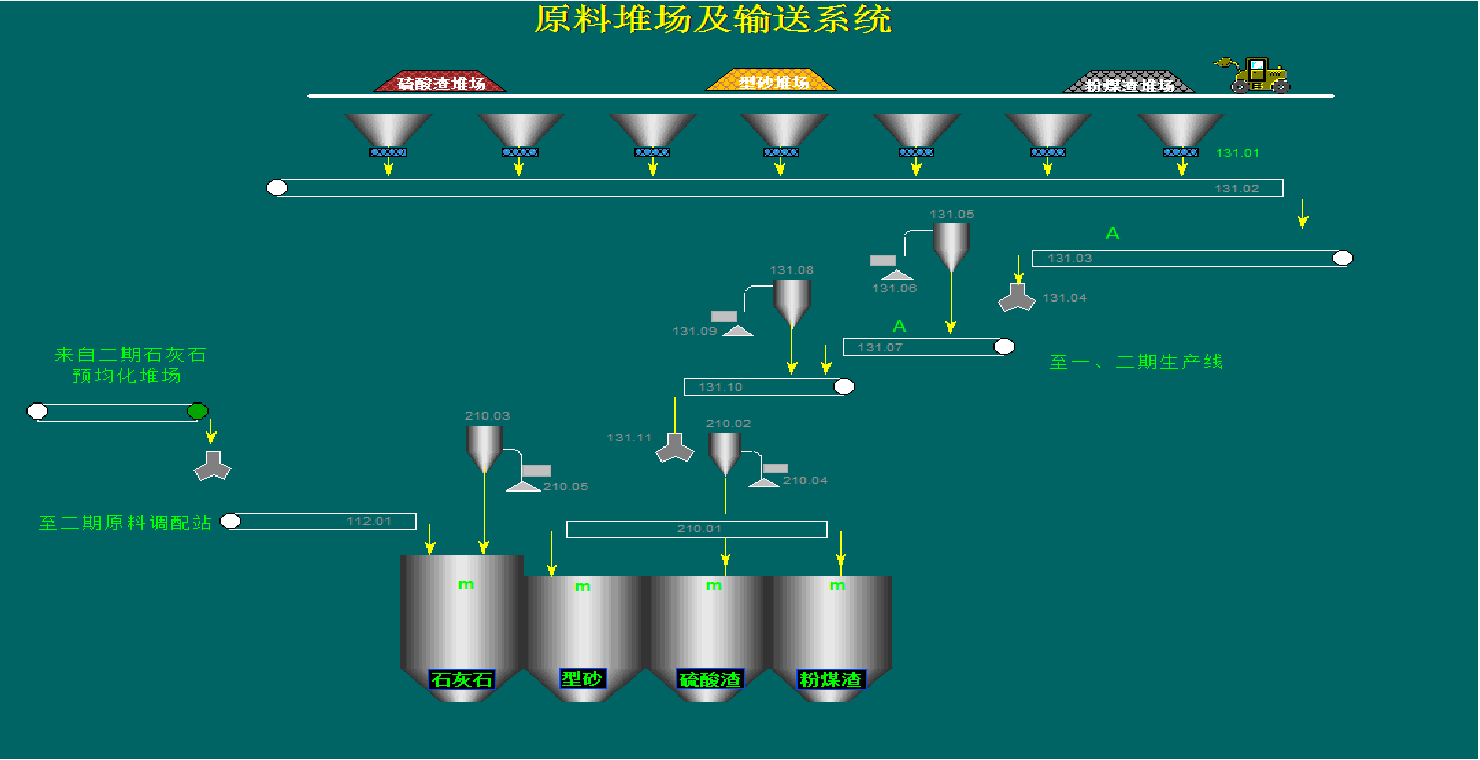 原料堆场及输送系统
硫酸渣堆场
型砂堆场
粉煤渣堆场
131.01
131.02
131.05
A
131.03
131.06
131.04
131.08
131.09
A
131.07
至一、二期生产线
来自二期石灰石
预均化堆场
131.10
210.03
210.02
131.11
210.05
210.04
至二期原料调配站
112.01
210.01
m
m
m
m
石灰石
型砂
硫酸渣
粉煤渣